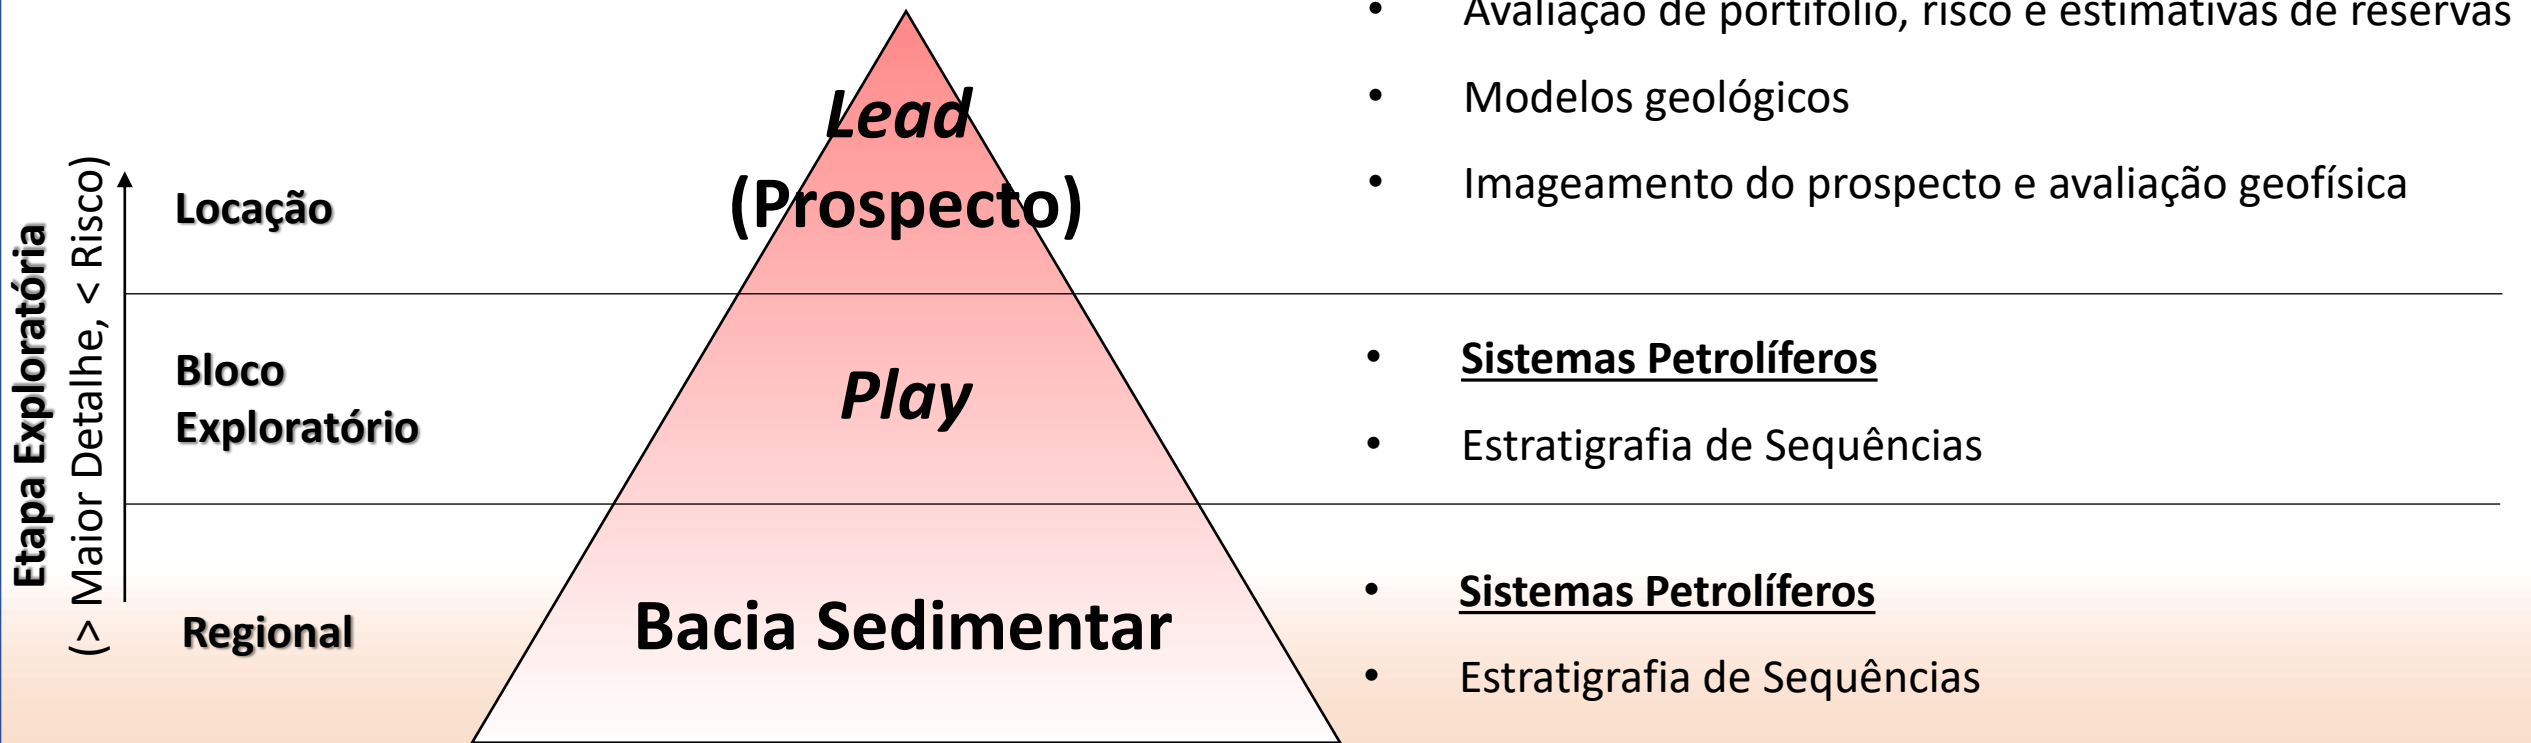 Etapa Exploratória
(> Maior Detalhe, < Risco)
Locação
Lead
(Prospecto)
• Avaliação de portifólio, risco e estimativas de reservas
• Modelos geológicos
• Imageamento do prospecto e avaliação geofísica
Bloco
Exploratório
Play
• Sistemas Petrolíferos
• Estratigrafia de Sequências
Regional
Bacia Sedimentar
• Sistemas Petrolíferos
• Estratigrafia de Sequências